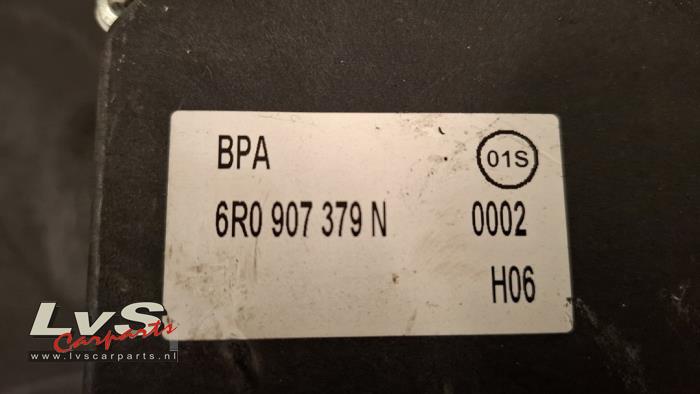 BPA 01S
6R0 907 379 N 0002
H06
LvS
Carparts
www.lvscarparts.nl